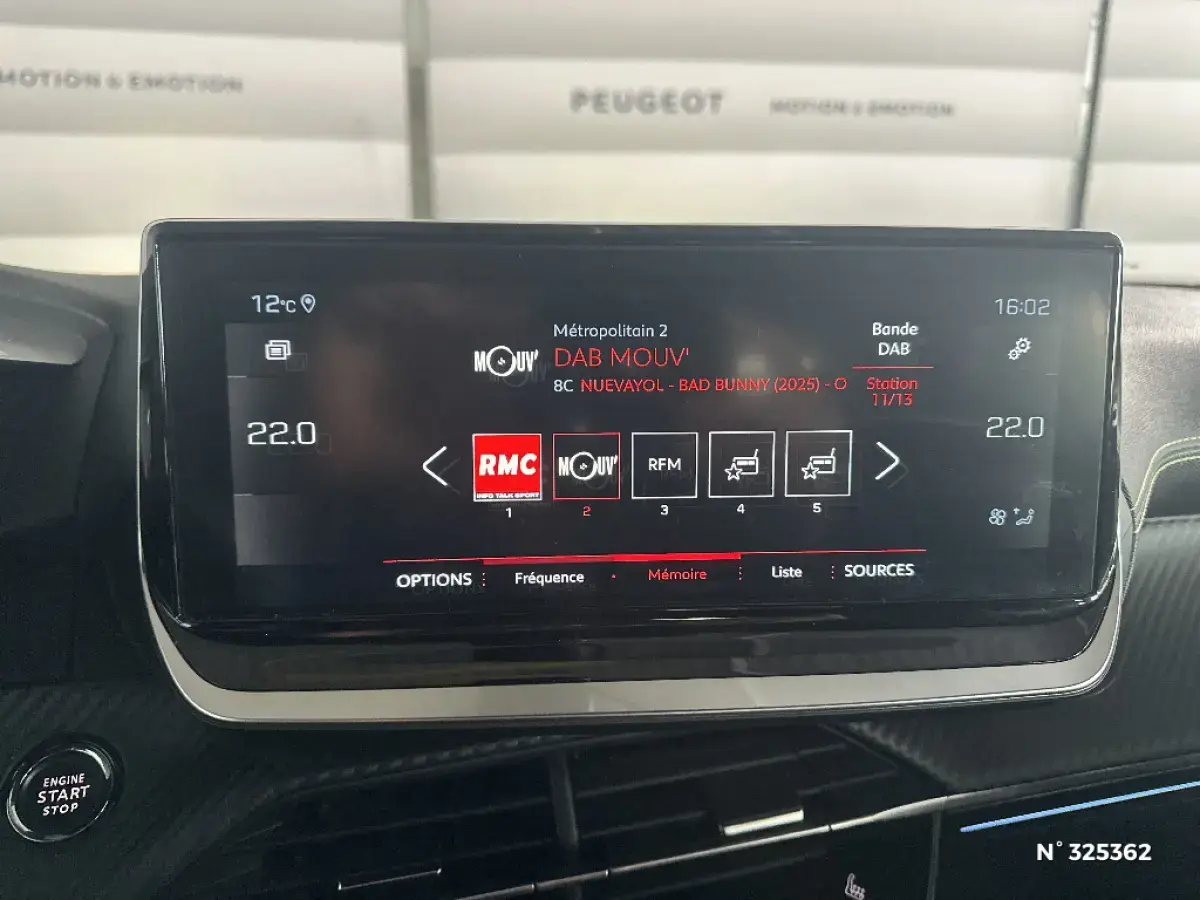 MOTION & EMOTION
PEUGEOT MOTION & EMOTION
12°C
16:02
Métropolitain 2
MOUV'
DAB MOUV'
8C NUEVAYOL - BAD BUNNY (2025) - O
Bande
DAB
Station
11/13
22.0
22.0
RMC
INFO TALK SPORT
MOUV'
RFM
1 2 3 4 5
OPTIONS Fréquence Mémoire Liste SOURCES
ENGINE
START
STOP
N° 325362